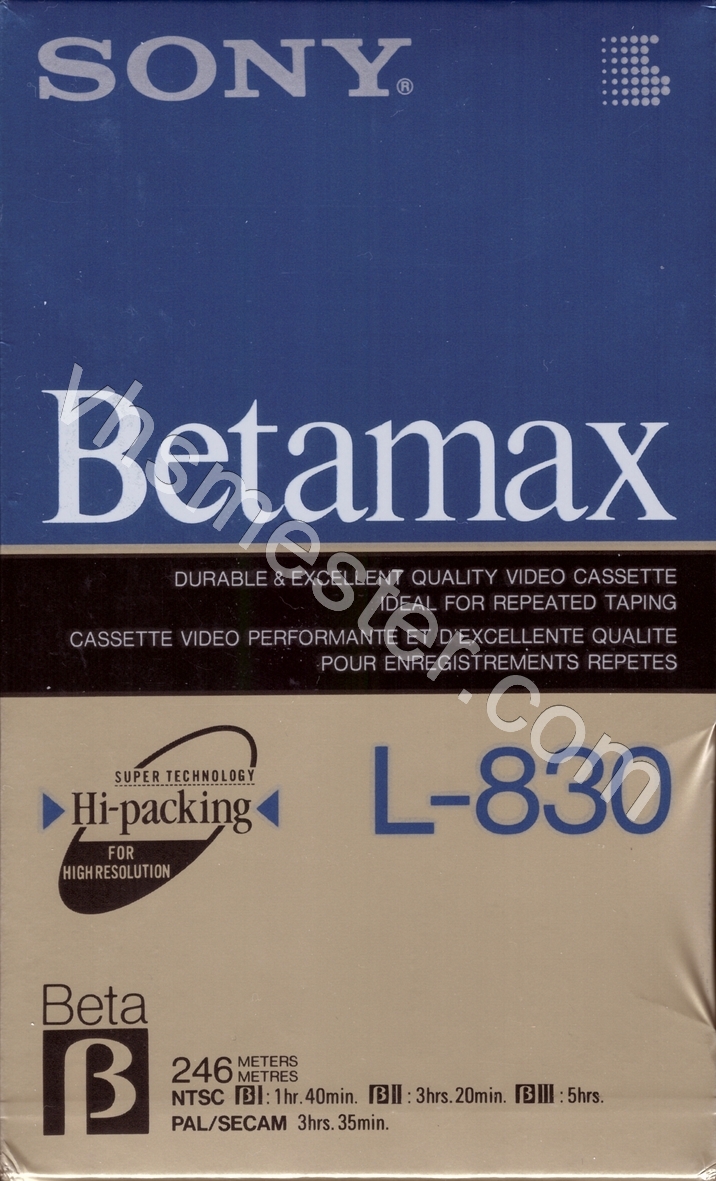 SONY®
Betamax
DURABLE & EXCELLENT QUALITY VIDEO CASSETTE
IDEAL FOR REPEATED TAPING
CASSETTE VIDEO PERFORMANTE ET D'EXCELLENTE QUALITE
POUR ENREGISTREMENTS REPETES
L-830
SUPER TECHNOLOGY
Hi-packing
FOR
HIGH RESOLUTION
Beta
β
246 METERS
METRES
NTSC βI : 1hr. 40min. βII : 3hrs. 20min. βIII : 5hrs.
PAL/SECAM 3hrs. 35min.
vhsmester.com